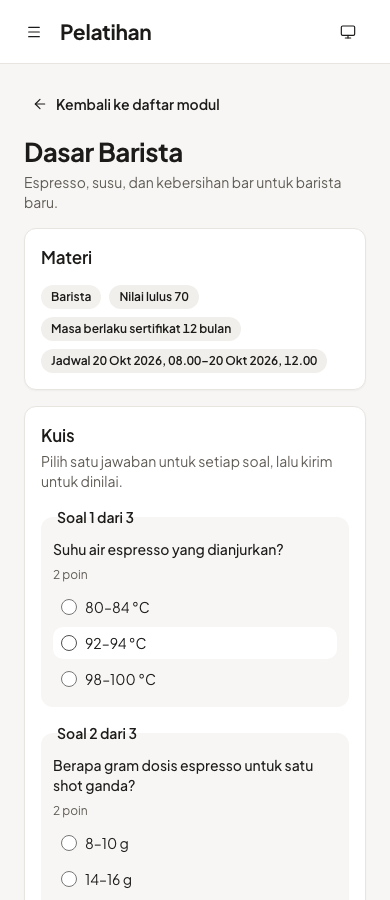 Pelatihan
Kembali ke daftar modul
Dasar Barista
Espresso, susu, dan kebersihan bar untuk barista
baru.
Materi
Barista
Nilai lulus 70
Masa berlaku sertifikat 12 bulan
Jadwal 20 Okt 2026, 08.00–20 Okt 2026, 12.00
Kuis
Pilih satu jawaban untuk setiap soal, lalu kirim
untuk dinilai.
Soal 1 dari 3
Suhu air espresso yang dianjurkan?
2 poin
80–84 °C
92–94 °C
98–100 °C
Soal 2 dari 3
Berapa gram dosis espresso untuk satu
shot ganda?
2 poin
8–10 g
14–16 g